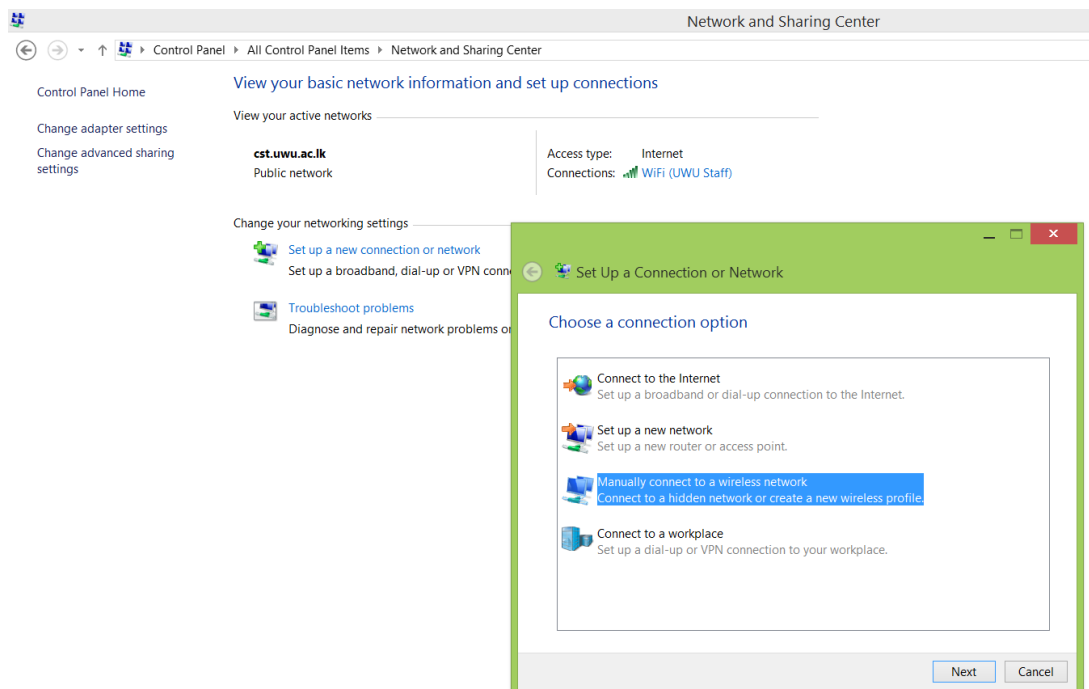 Network and Sharing Center
Control Panel All Control Panel Items Network and Sharing Center
Control Panel Home
Change adapter settings
Change advanced sharing
settings
View your basic network information and set up connections
View your active networks
cst.uwu.ac.lk
Public network
Access type: Internet
Connections: WiFi (UWU Staff)
Change your networking settings
Set up a new connection or network
Set up a broadband, dial-up or VPN conn
Troubleshoot problems
Diagnose and repair network problems or
Set Up a Connection or Network
Choose a connection option
Connect to the Internet
Set up a broadband or dial-up connection to the Internet.
Set up a new network
Set up a new router or access point.
Manually connect to a wireless network
Connect to a hidden network or create a new wireless profile.
Connect to a workplace
Set up a dial-up or VPN connection to your workplace.
Next Cancel